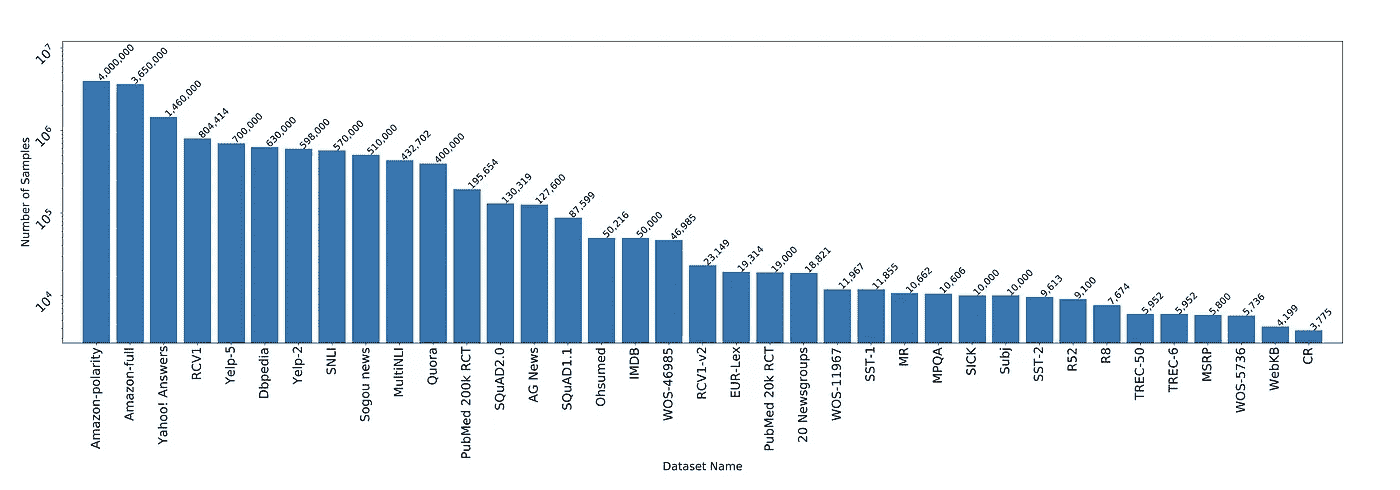 Number of Samples
10^7
10^6
10^5
10^4
4,000,000
3,650,000
1,460,000
804,414
700,000
630,000
598,000
570,000
510,000
432,702
400,000
195,654
130,319
127,600
87,599
50,216
50,000
46,985
23,149
19,314
19,000
18,821
11,967
11,855
10,662
10,606
10,000
10,000
9,613
9,100
7,674
5,952
5,952
5,800
5,736
4,199
3,775
Amazon-polarity
Amazon-full
Yahoo! Answers
RCV1
Yelp-5
Dbpedia
Yelp-2
SNLI
Sogou news
MultiNLI
Quora
PubMed 200k RCT
SQuAD2.0
AG News
SQuAD1.1
Ohsumed
IMDB
WOS-46985
RCV1-v2
EUR-Lex
PubMed 20k RCT
20 Newsgroups
WOS-11967
SST-1
MR
MPQA
SICK
Subj
SST-2
R52
R8
TREC-50
TREC-6
MSRP
WOS-5736
WebKB
CR
Dataset Name